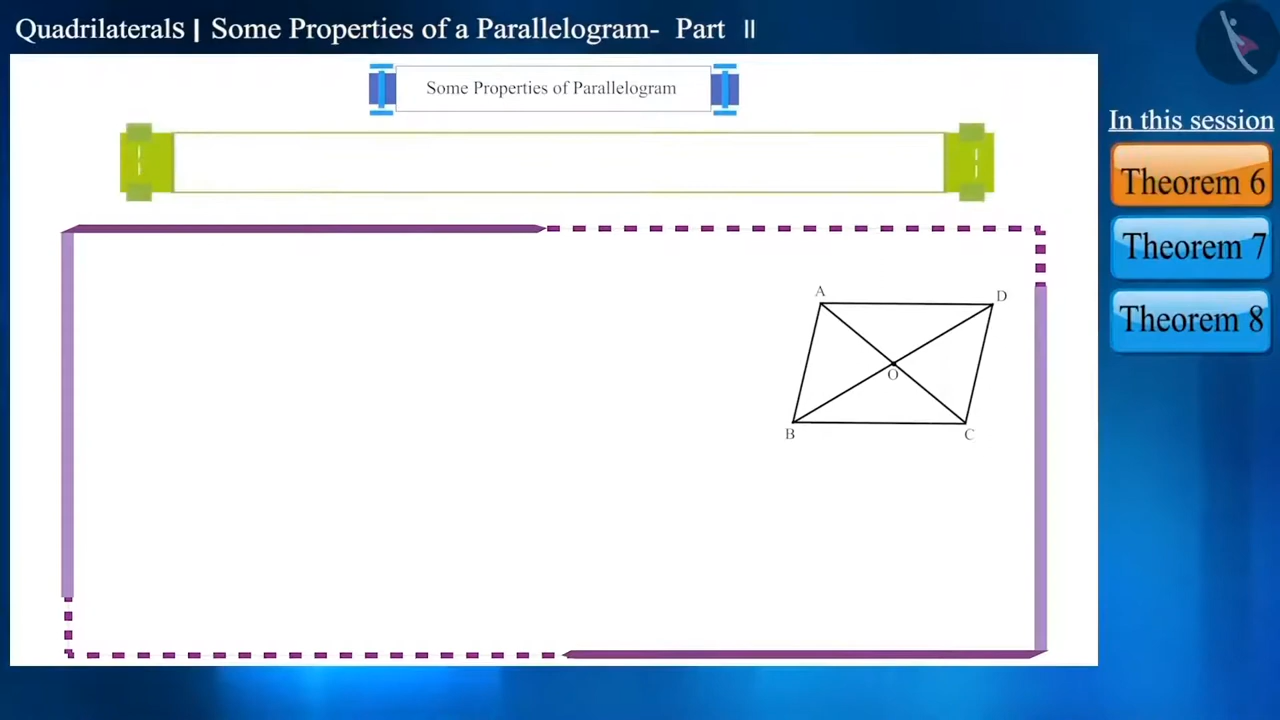 Quadrilaterals | Some Properties of a Parallelogram- Part II
Some Properties of Parallelogram
In this session
Theorem 6
Theorem 7
Theorem 8
A
D
O
B
C